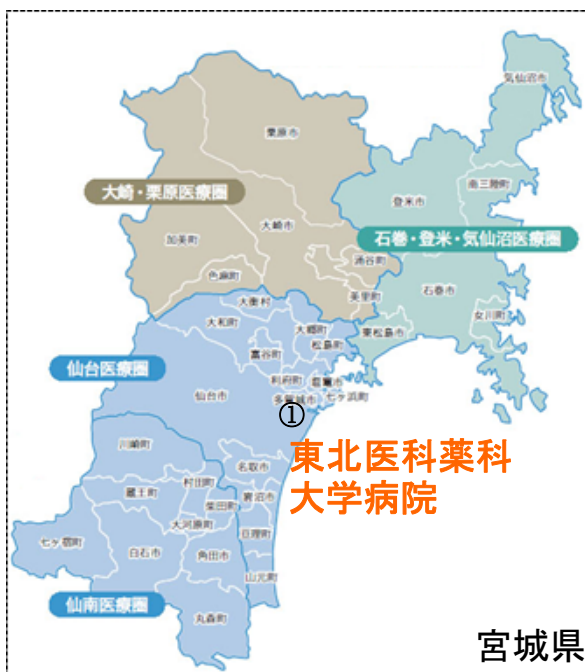 気仙沼市
栗原市
南三陸町
大崎・栗原医療圏
登米市
加美町
大崎市
石巻・登米・気仙沼医療圏
涌谷町
色麻町
美里町
石巻市
女川町
大衡村
東松島市
大和町
大郷町
松島町
富谷町
仙台医療圏
利府町
塩竈市
仙台市
多賀城市
七ヶ浜町
①
東北医科薬科
大学病院
川崎町
名取市
村田町
蔵王町
岩沼市
柴田町
大河原町
亘理町
七ヶ宿町
白石市
角田市
山元町
仙南医療圏
丸森町
宮城県